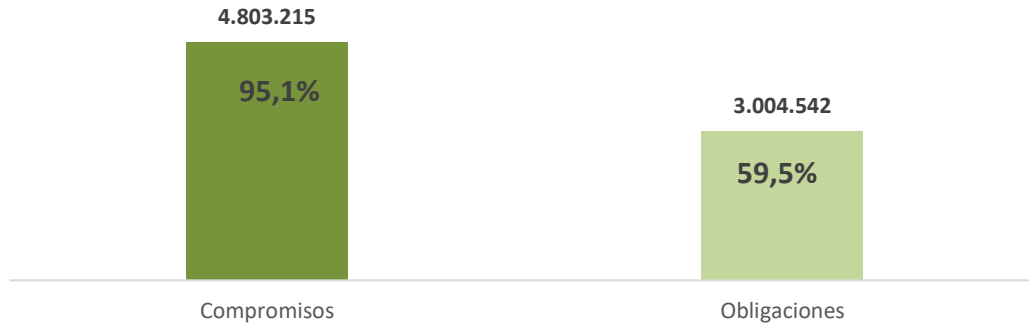 4.803.215
95,1%
3.004.542
59,5%
Compromisos
Obligaciones